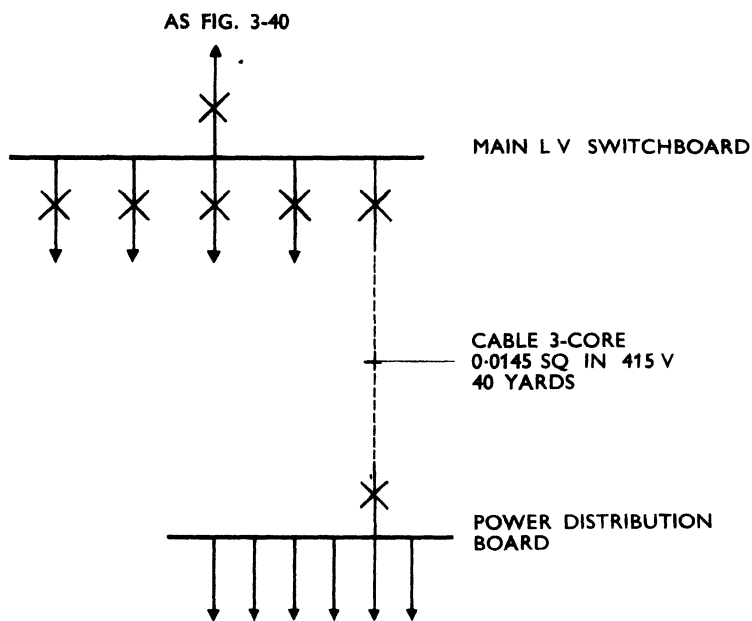 AS FIG. 3-40
MAIN L V SWITCHBOARD
CABLE 3-CORE
0·0145 SQ IN 415 V
40 YARDS
POWER DISTRIBUTION
BOARD